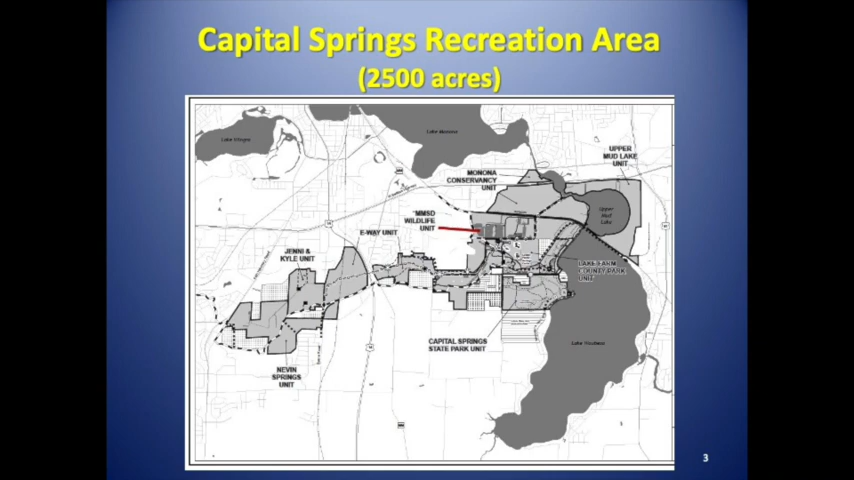 Capital Springs Recreation Area
(2500 acres)
Lake Wingra
Lake Monona
UPPER
MUD LAKE
UNIT
MONONA
CONSERVANCY
UNIT
Upper
Mud
Lake
MMSD
WILDLIFE
UNIT
E-WAY UNIT
JENNI &
KYLE UNIT
LAKE FARM
COUNTY PARK
UNIT
CAPITAL SPRINGS
STATE PARK UNIT
Lake Waubesa
NEVIN
SPRINGS
UNIT
3